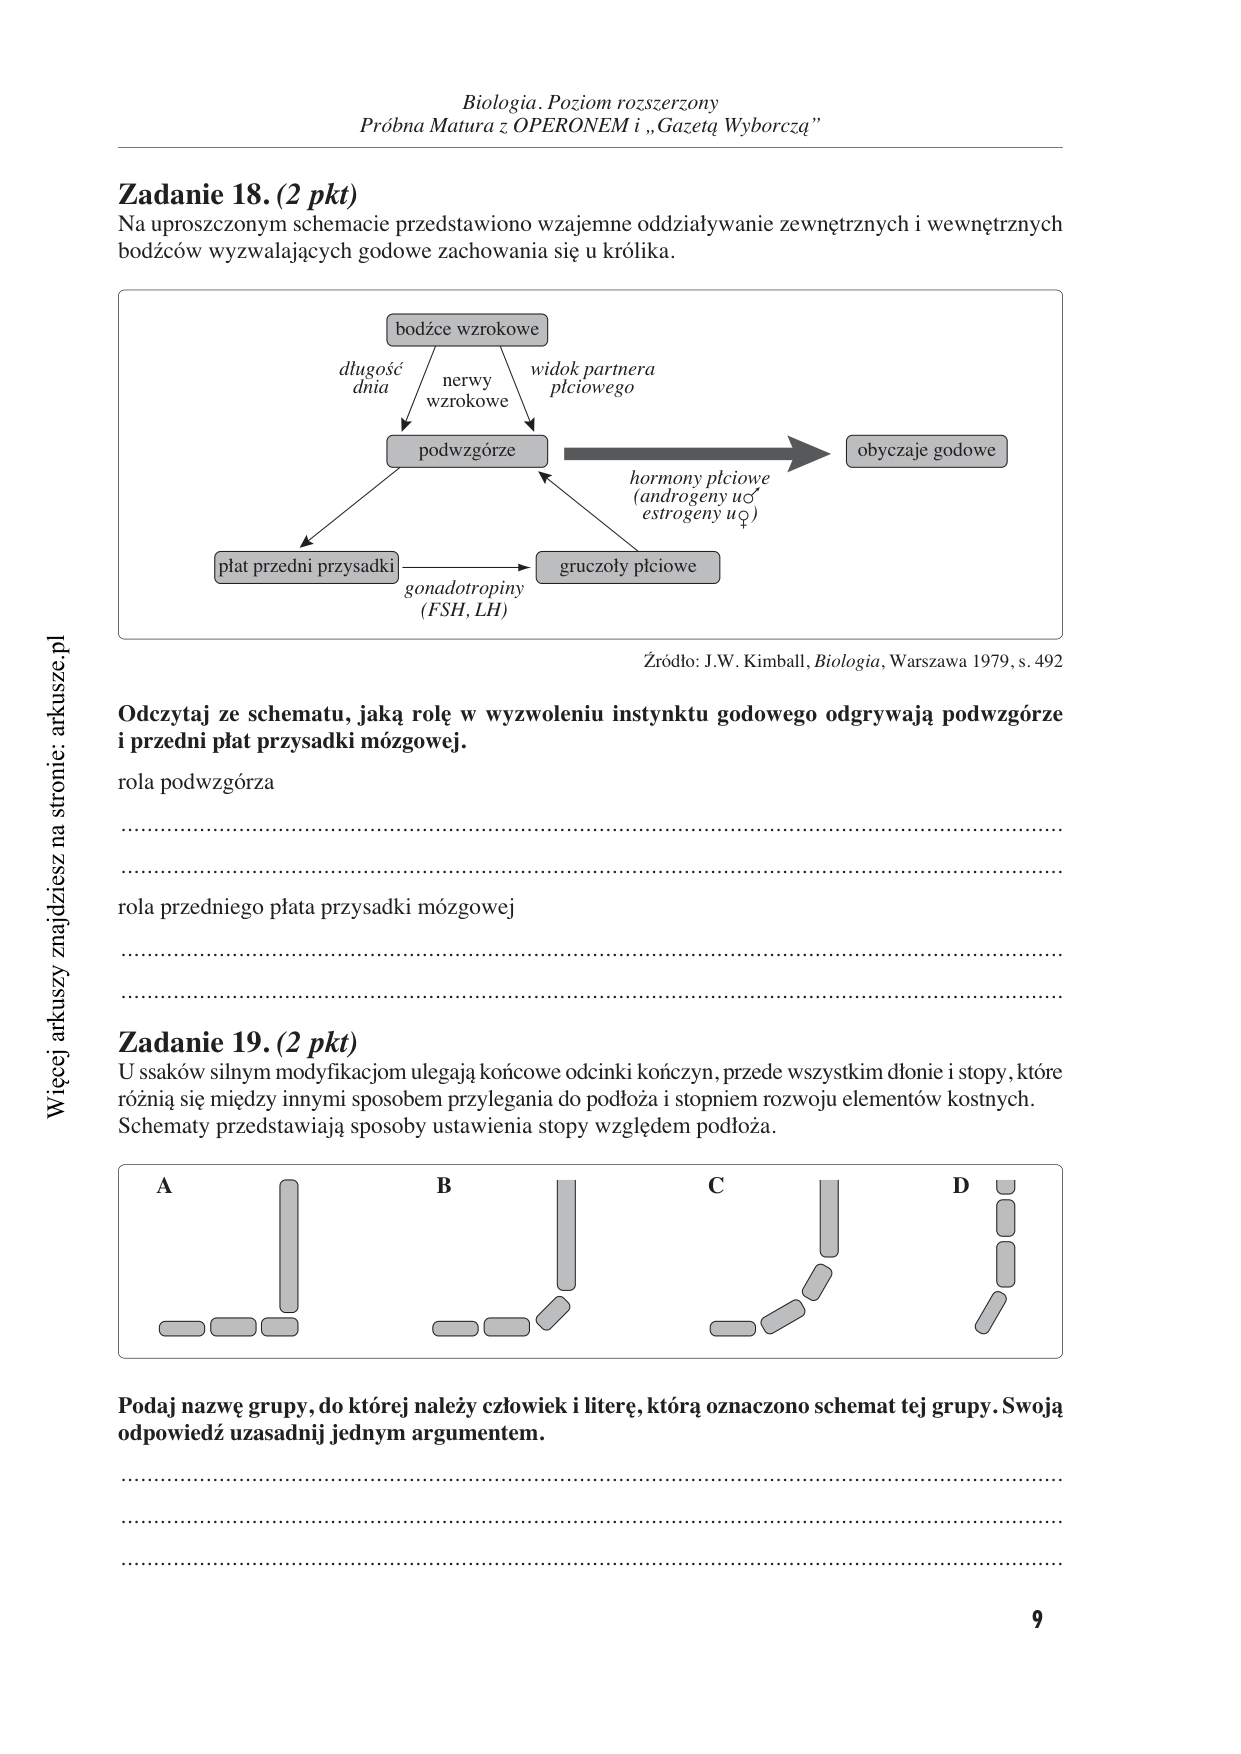 Biologia. Poziom rozszerzony
Próbna Matura z OPERONEM i „Gazetą Wyborczą”
Zadanie 18. (2 pkt)
Na uproszczonym schemacie przedstawiono wzajemne oddziaływanie zewnętrznych i wewnętrznych
bodźców wyzwalających godowe zachowania się u królika.
bodźce wzrokowe
długość
dnia
nerwy
wzrokowe
widok partnera
płciowego
podwzgórze
obyczaje godowe
hormony płciowe
(androgeny u♂
estrogeny u♀)
płat przedni przysadki
gruczoły płciowe
gonadotropiny
(FSH, LH)
Źródło: J.W. Kimball, Biologia, Warszawa 1979, s. 492
Odczytaj ze schematu, jaką rolę w wyzwoleniu instynktu godowego odgrywają podwzgórze
i przedni płat przysadki mózgowej.
rola podwzgórza
rola przedniego płata przysadki mózgowej
Zadanie 19. (2 pkt)
U ssaków silnym modyfikacjom ulegają końcowe odcinki kończyn, przede wszystkim dłonie i stopy, które
różnią się między innymi sposobem przylegania do podłoża i stopniem rozwoju elementów kostnych.
Schematy przedstawiają sposoby ustawienia stopy względem podłoża.
A
B
C
D
Podaj nazwę grupy, do której należy człowiek i literę, którą oznaczono schemat tej grupy. Swoją
odpowiedź uzasadnij jednym argumentem.
9
Więcej arkuszy znajdziesz na stronie: arkusze.pl